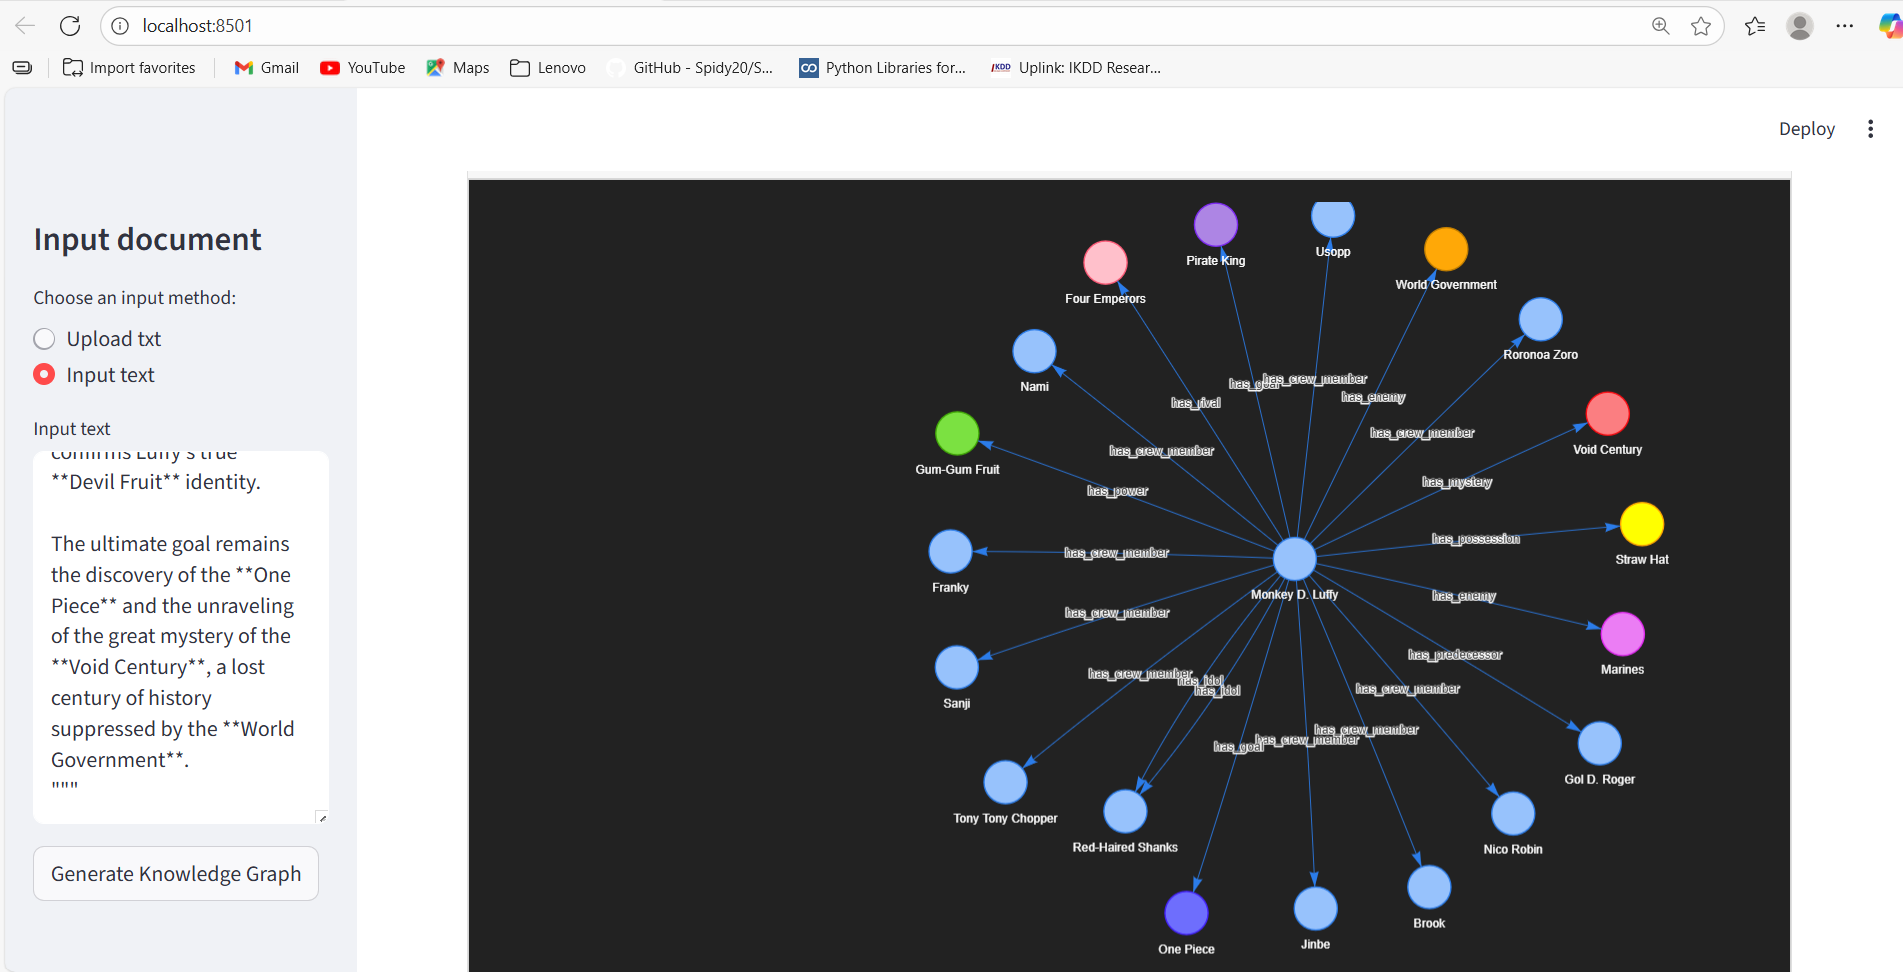 localhost:8501
Import favorites
Gmail
YouTube
Maps
Lenovo
GitHub - Spidy20/S...
Python Libraries for...
IKDD
Uplink: IKDD Resear...
Deploy
Input document
Choose an input method:
Upload txt
Input text
Input text
confirms Luffy's true
**Devil Fruit** identity.
The ultimate goal remains
the discovery of the **One
Piece** and the unraveling
of the great mystery of the
**Void Century**, a lost
century of history
suppressed by the **World
Government**.
"""
Generate Knowledge Graph
Usopp
Pirate King
World Government
Four Emperors
Roronoa Zoro
Nami
has_goal
has_crew_member
has_enemy
has_rival
has_crew_member
Void Century
has_crew_member
Gum-Gum Fruit
has_mystery
has_power
has_possession
has_crew_member
Straw Hat
Franky
Monkey D. Luffy
has_enemy
has_crew_member
has_predecessor
Marines
has_crew_member
has_idol
has_idol
has_crew_member
Sanji
has_crew_member
has_goal
has_crew_member
Gol D. Roger
Tony Tony Chopper
Red-Haired Shanks
Nico Robin
Brook
Jinbe
One Piece